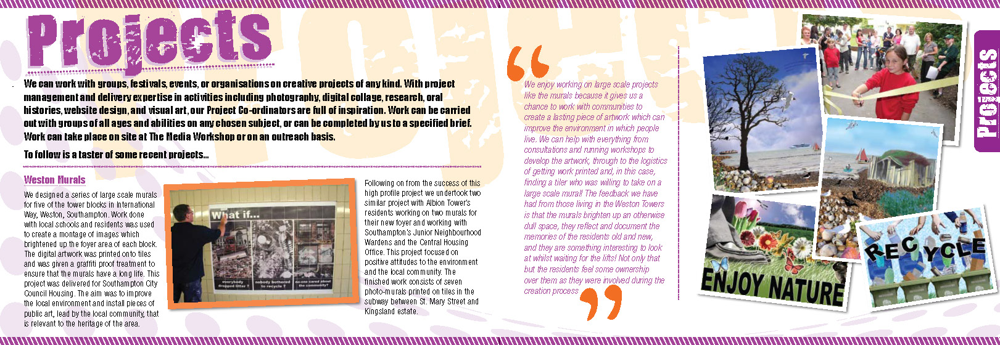 Projects
We can work with groups, festivals, events, or organisations on creative projects of any kind. With project
management and delivery expertise in activities including photography, digital collage, research, oral
histories, website design, and visual art, our Project Co-ordinators are full of inspiration. Work can be carried
out with groups of all ages and abilities on any chosen subject, or can be completed by us to a specified brief.
Work can take place on site at The Media Workshop or on an outreach basis.
To follow is a taster of some recent projects...
Weston Murals
We designed a series of large scale murals
for five of the tower blocks in International
Way, Weston, Southampton. Work done
with local schools and residents was used
to create a montage of images which
brightened up the foyer area of each block.
The digital artwork was printed onto tiles
and was given a graffiti proof treatment to
ensure that the murals have a long life. This
project was delivered for Southampton City
Council Housing. The aim was to improve
the local environment and install pieces of
public art, lead by the local community, that
is relevant to the heritage of the area.
What if...
everybody
dropped litter ?
nobody bothered
to recycle ?
no-one cared about
the community?
Following on from the success of this
high profile project we undertook two
similar project with Albion Tower's
residents working on two murals for
their new foyer and working with
Southampton's Junior Neighbourhood
Wardens and the Central Housing
Office. This project focused on
positive attitudes to the environment
and the local community. The
finished work consists of seven
photo-murals printed on tiles in the
subway between St. Mary Street and
Kingsland estate.
“
We enjoy working on large scale projects
like the murals because it gives us a
chance to work with communities to
create a lasting piece of artwork which can
improve the environment in which people
live. We can help with everything from
consultations and running workshops to
develop the artwork, through to the logistics
of getting work printed and, in this case,
finding a tiler who was willing to take on a
large scale mural! The feedback we have
had from those living in the Weston Towers
is that the murals brighten up an otherwise
dull space, they reflect and document the
memories of the residents old and new,
and they are something interesting to look
at whilst waiting for the lifts! Not only that
but the residents feel some ownership
over them as they were involved during the
creation process
”
ENJOY NATURE
RECYCLE
Projects